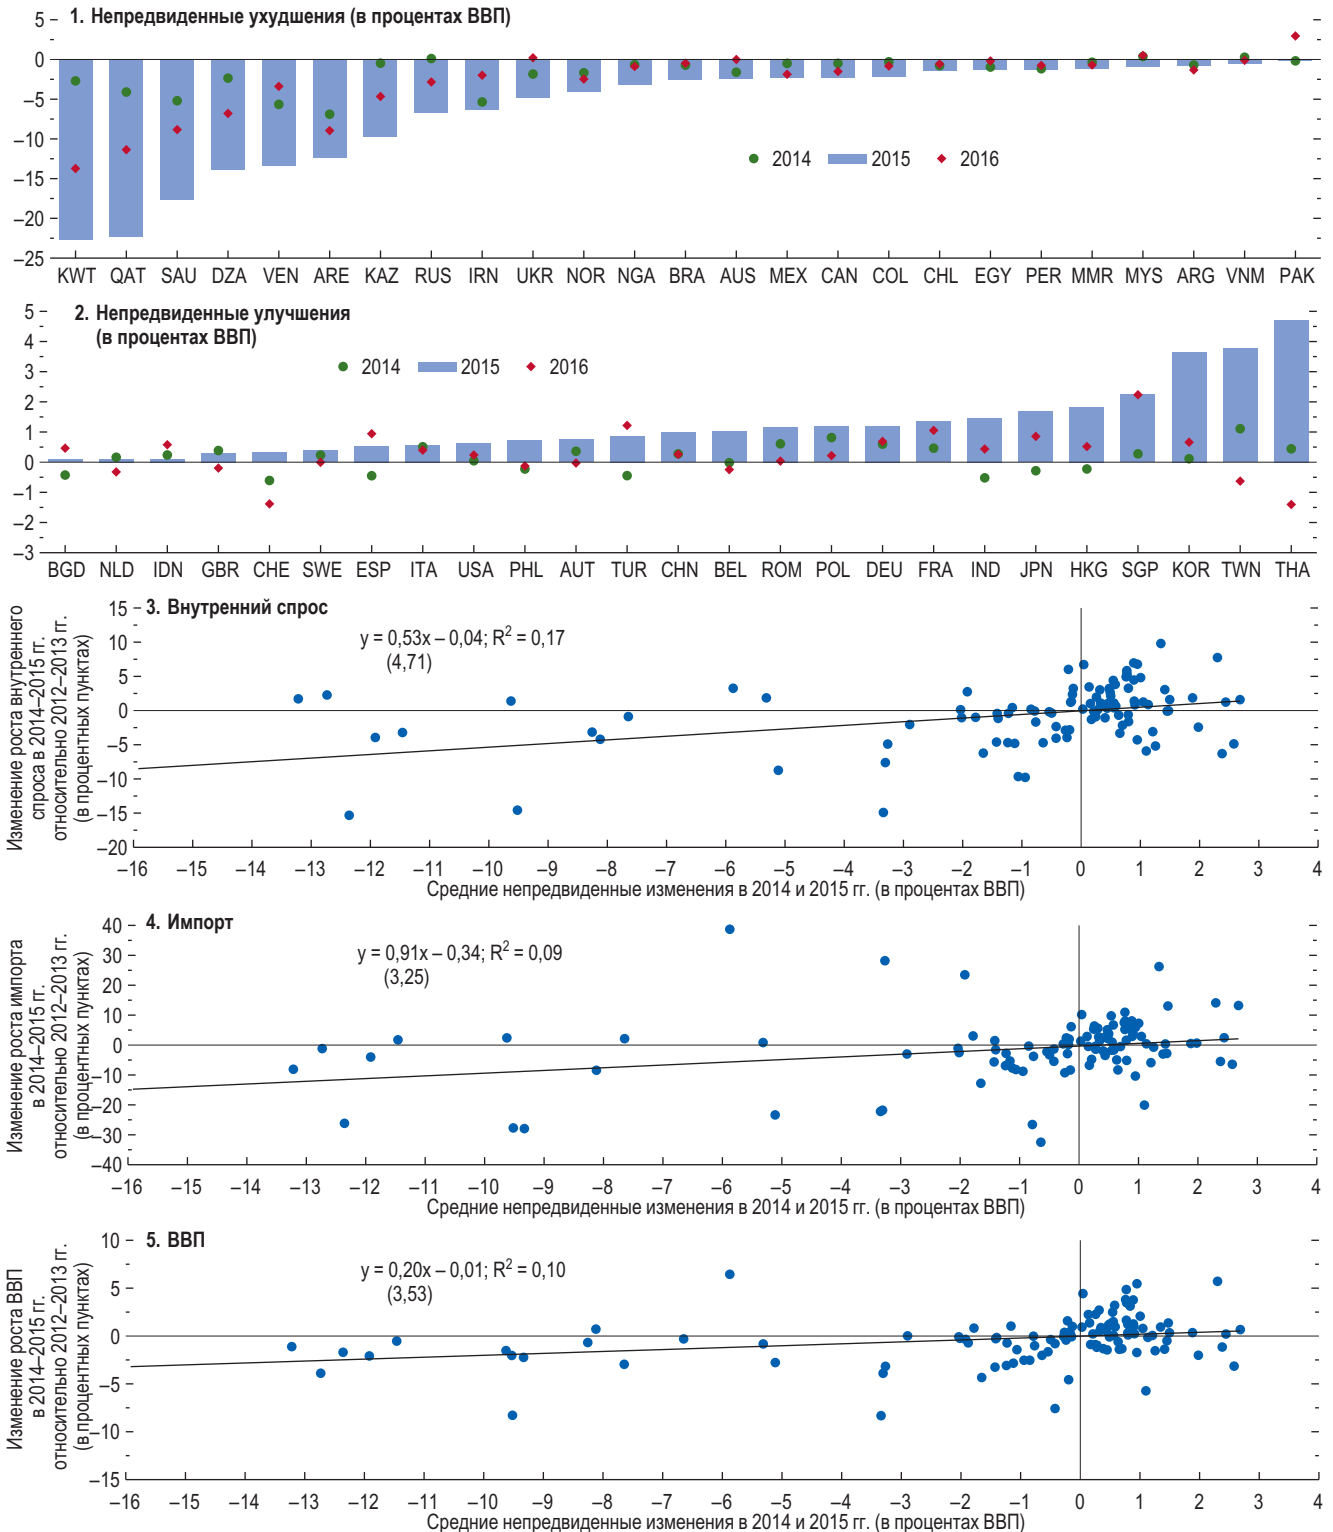 1. Непредвиденные ухудшения (в процентах ВВП)
5
0
–5
–10
–15
–20
–25
2014 2015 2016
KWT QAT SAU DZA VEN ARE KAZ RUS IRN UKR NOR NGA BRA AUS MEX CAN COL CHL EGY PER MMR MYS ARG VNM PAK
2. Непредвиденные улучшения
(в процентах ВВП)
5
4
3
2
1
0
–1
–2
–3
2014 2015 2016
BGD NLD IDN GBR CHE SWE ESP ITA USA PHL AUT TUR CHN BEL ROM POL DEU FRA IND JPN HKG SGP KOR TWN THA
3. Внутренний спрос
y = 0,53x – 0,04; R² = 0,17
(4,71)
Изменение роста внутреннего
спроса в 2014–2015 гг.
относительно 2012–2013 гг.
(в процентных пунктах)
15
10
5
0
–5
–10
–15
–20
–16 –15 –14 –13 –12 –11 –10 –9 –8 –7 –6 –5 –4 –3 –2 –1 0 1 2 3 4
Средние непредвиденные изменения в 2014 и 2015 гг. (в процентах ВВП)
4. Импорт
y = 0,91x – 0,34; R² = 0,09
(3,25)
Изменение роста импорта
в 2014–2015 гг.
относительно 2012–2013 гг.
(в процентных пунктах)
40
30
20
10
0
–10
–20
–30
–40
–16 –15 –14 –13 –12 –11 –10 –9 –8 –7 –6 –5 –4 –3 –2 –1 0 1 2 3 4
Средние непредвиденные изменения в 2014 и 2015 гг. (в процентах ВВП)
5. ВВП
y = 0,20x – 0,01; R² = 0,10
(3,53)
Изменение роста ВВП
в 2014–2015 гг.
относительно 2012–2013 гг.
(в процентных пунктах)
10
5
0
–5
–10
–15
–16 –15 –14 –13 –12 –11 –10 –9 –8 –7 –6 –5 –4 –3 –2 –1 0 1 2 3 4
Средние непредвиденные изменения в 2014 и 2015 гг. (в процентах ВВП)